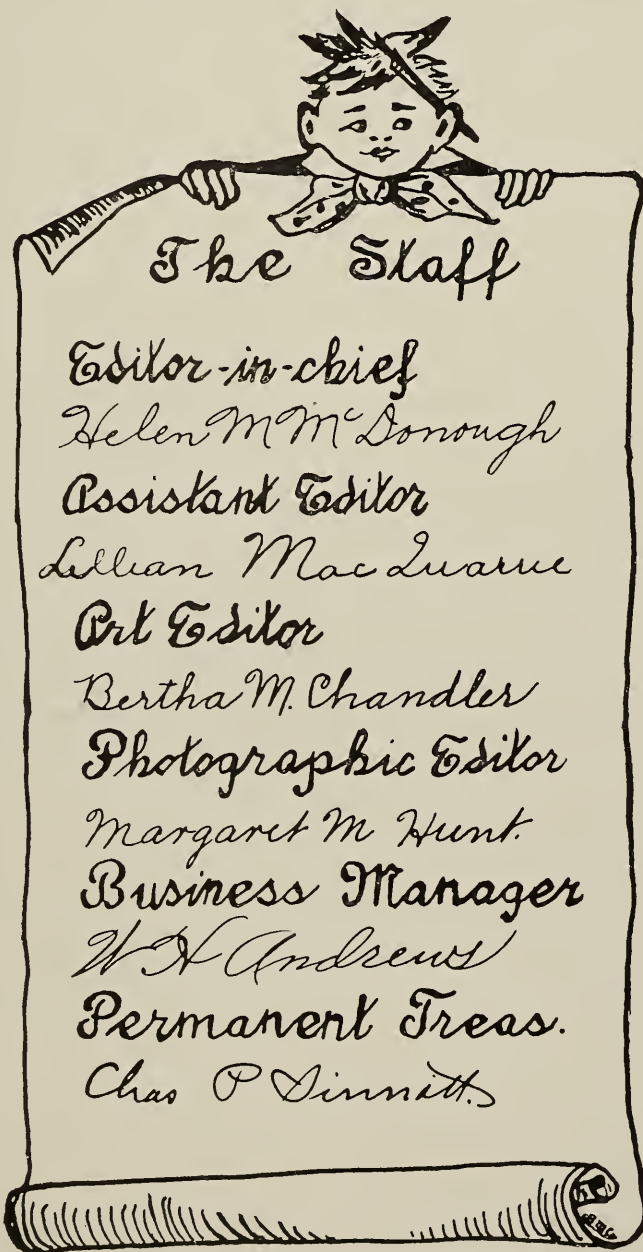 The Staff
Editor-in-chief
Helen M McDonough
Assistant Editor
Lillian MacQuarrie
Art Editor
Bertha M. Chandler
Photographic Editor
Margaret M Hunt.
Business Manager
W H Andrews
Permanent Treas.
Chas P Sinnott.
BMC